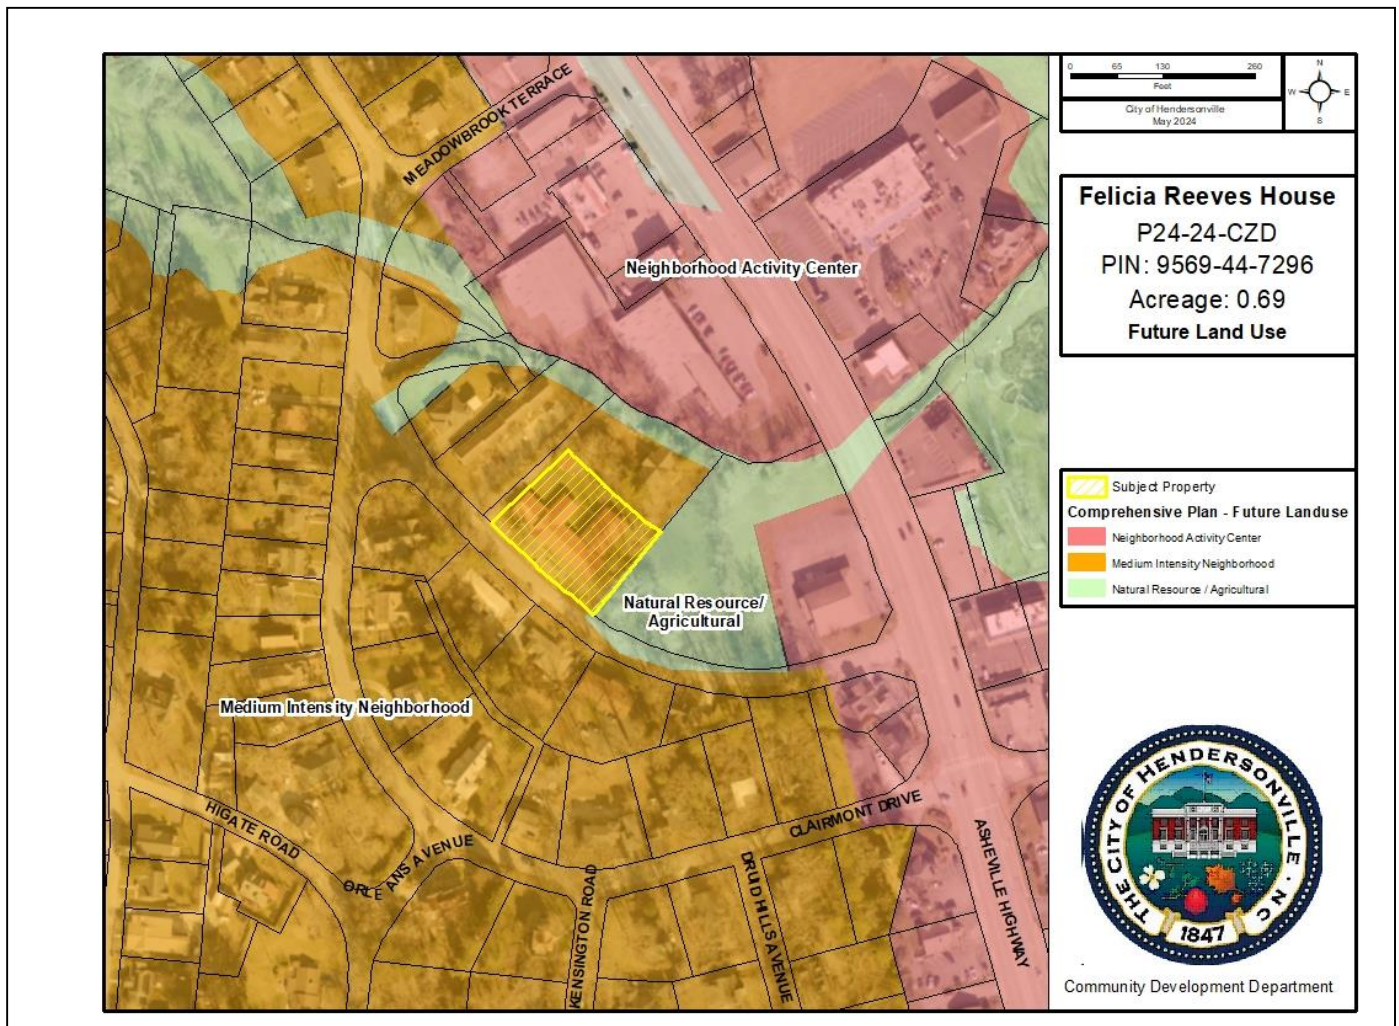 0 65 130 260
Feet
City of Hendersonville
May 2024
N
W E
S
Felicia Reeves House
P24-24-CZD
PIN: 9569-44-7296
Acreage: 0.69
Future Land Use
Subject Property
Comprehensive Plan - Future Landuse
Neighborhood Activity Center
Medium Intensity Neighborhood
Natural Resource / Agricultural
MEADOWBROOK TERRACE
Neighborhood Activity Center
Natural Resource/
Agricultural
Medium Intensity Neighborhood
HIGATE ROAD
ORLEANS AVENUE
KENSINGTON ROAD
CLAIRMONT DRIVE
DRUID HILLS AVENUE
ASHEVILLE HIGHWAY
THE CITY OF HENDERSONVILLE · NC
1847
Community Development Department